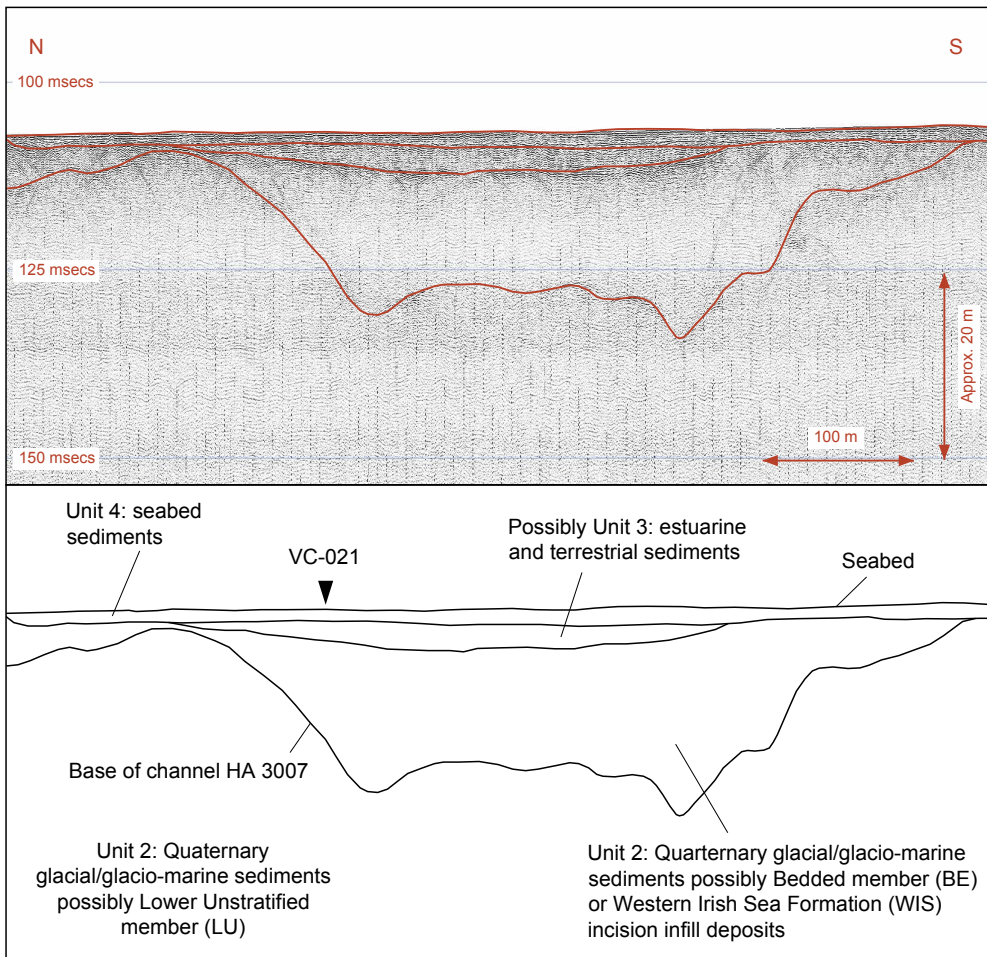 N
S
100 msecs
125 msecs
Approx. 20 m
100 m
150 msecs
Unit 4: seabed
sediments
VC-021
Possibly Unit 3: estuarine
and terrestrial sediments
Seabed
Base of channel HA 3007
Unit 2: Quaternary
glacial/glacio-marine sediments
possibly Lower Unstratified
member (LU)
Unit 2: Quarternary glacial/glacio-marine
sediments possibly Bedded member (BE)
or Western Irish Sea Formation (WIS)
incision infill deposits